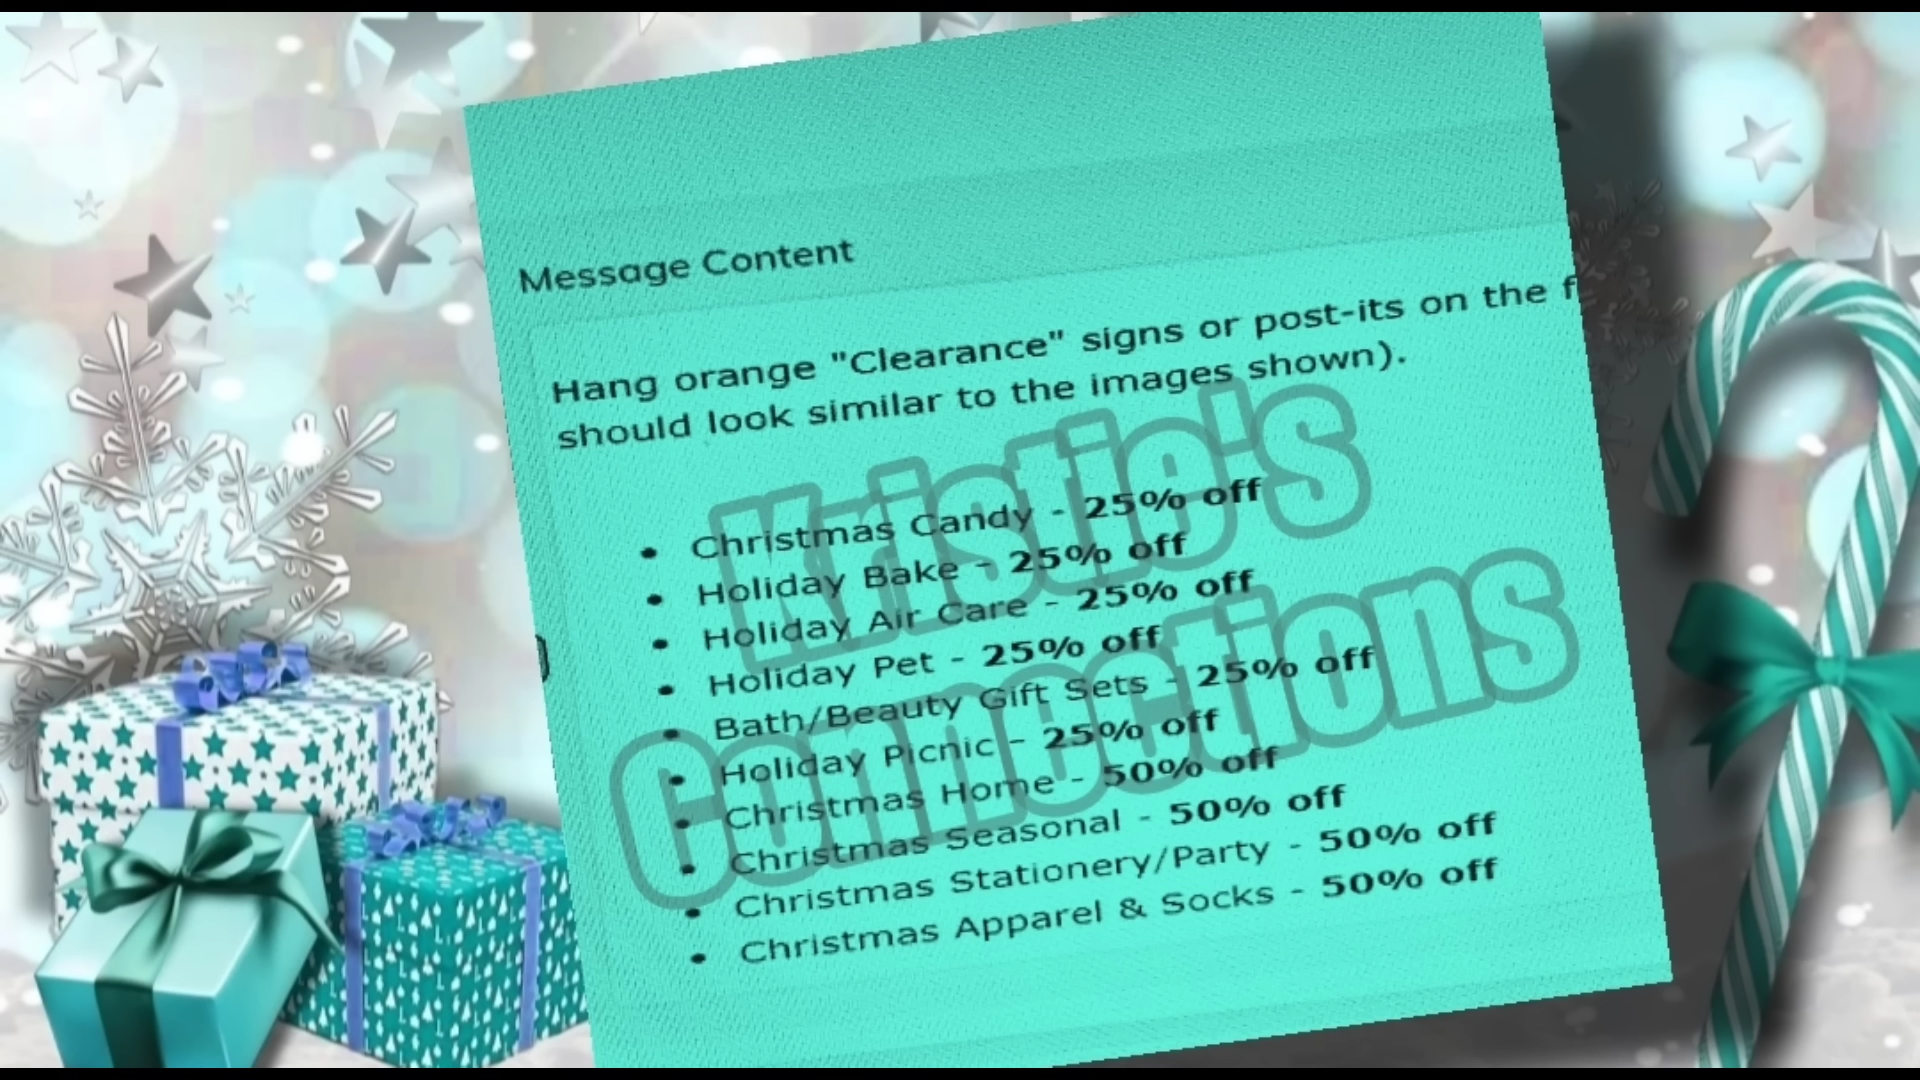 Message Content
Hang orange "Clearance" signs or post-its on the
should look similar to the images shown).
• Christmas Candy - 25% off
• Holiday Bake - 25% off
• Holiday Air Care - 25% off
• Holiday Pet - 25% off
• Bath/Beauty Gift Sets - 25% off
• Holiday Picnic - 25% off
• Christmas Home - 50% off
• Christmas Seasonal - 50% off
• Christmas Stationery/Party - 50% off
• Christmas Apparel & Socks - 50% off
Kristie's
Connections